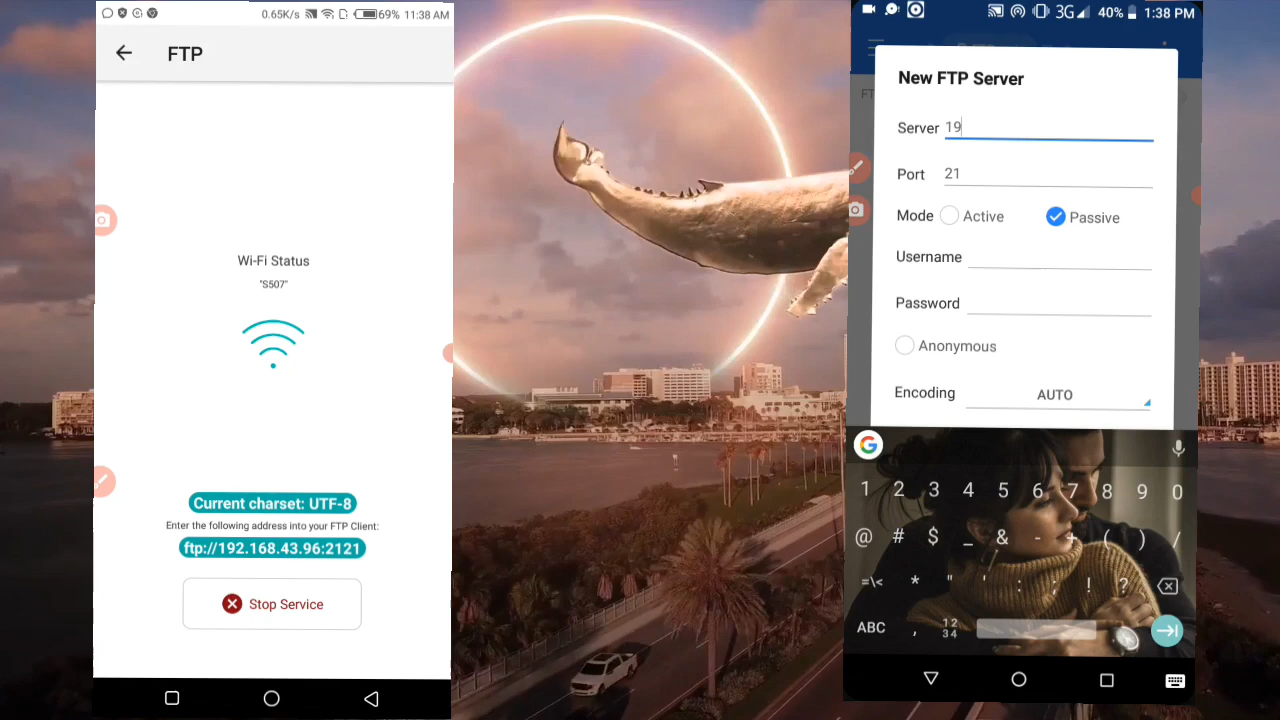 0.65K/s 69% 11:38 AM
FTP
Wi-Fi Status
"S507"
Current charset: UTF-8
Enter the following address into your FTP Client:
ftp://192.168.43.96:2121
Stop Service
3G 40% 1:38 PM
FT
New FTP Server
Server 19
Port 21
Mode Active Passive
Username
Password
Anonymous
Encoding AUTO
G
1 2 3 4 5 6 7 8 9 0
@ # $ _ & - + ( ) /
=\< * " ' : ; ! ?
ABC , 12 34